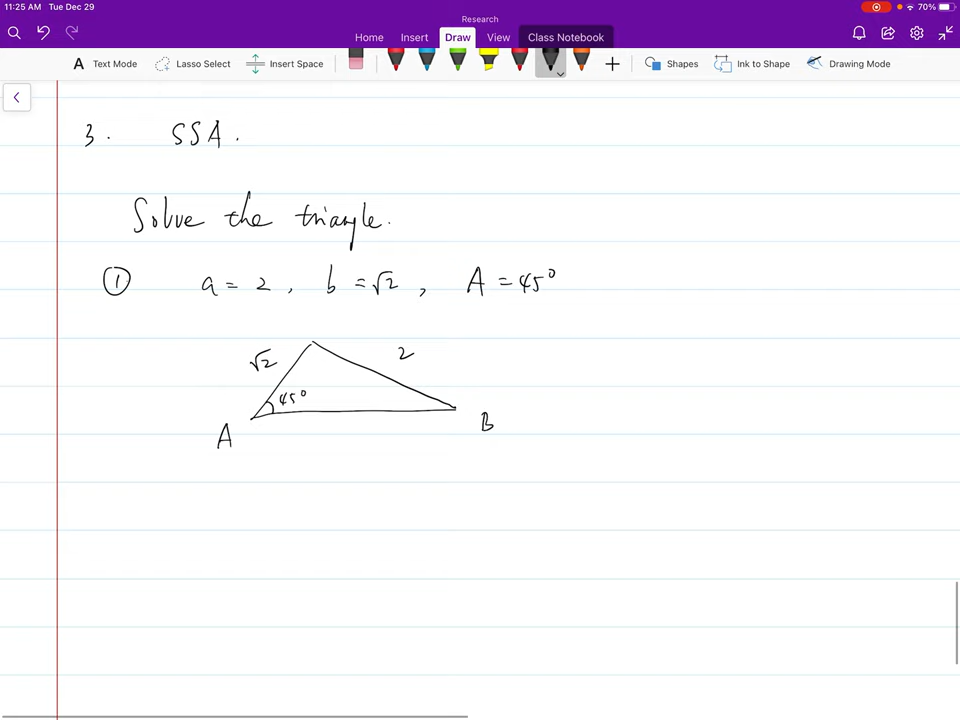 11:25 AM Tue Dec 29
70%
Research
Home Insert Draw View Class Notebook
A Text Mode Lasso Select Insert Space Shapes Ink to Shape Drawing Mode
3. SSA.
Solve the triangle.
① a = 2, b = √2, A = 45°
√2 2
45°
A B